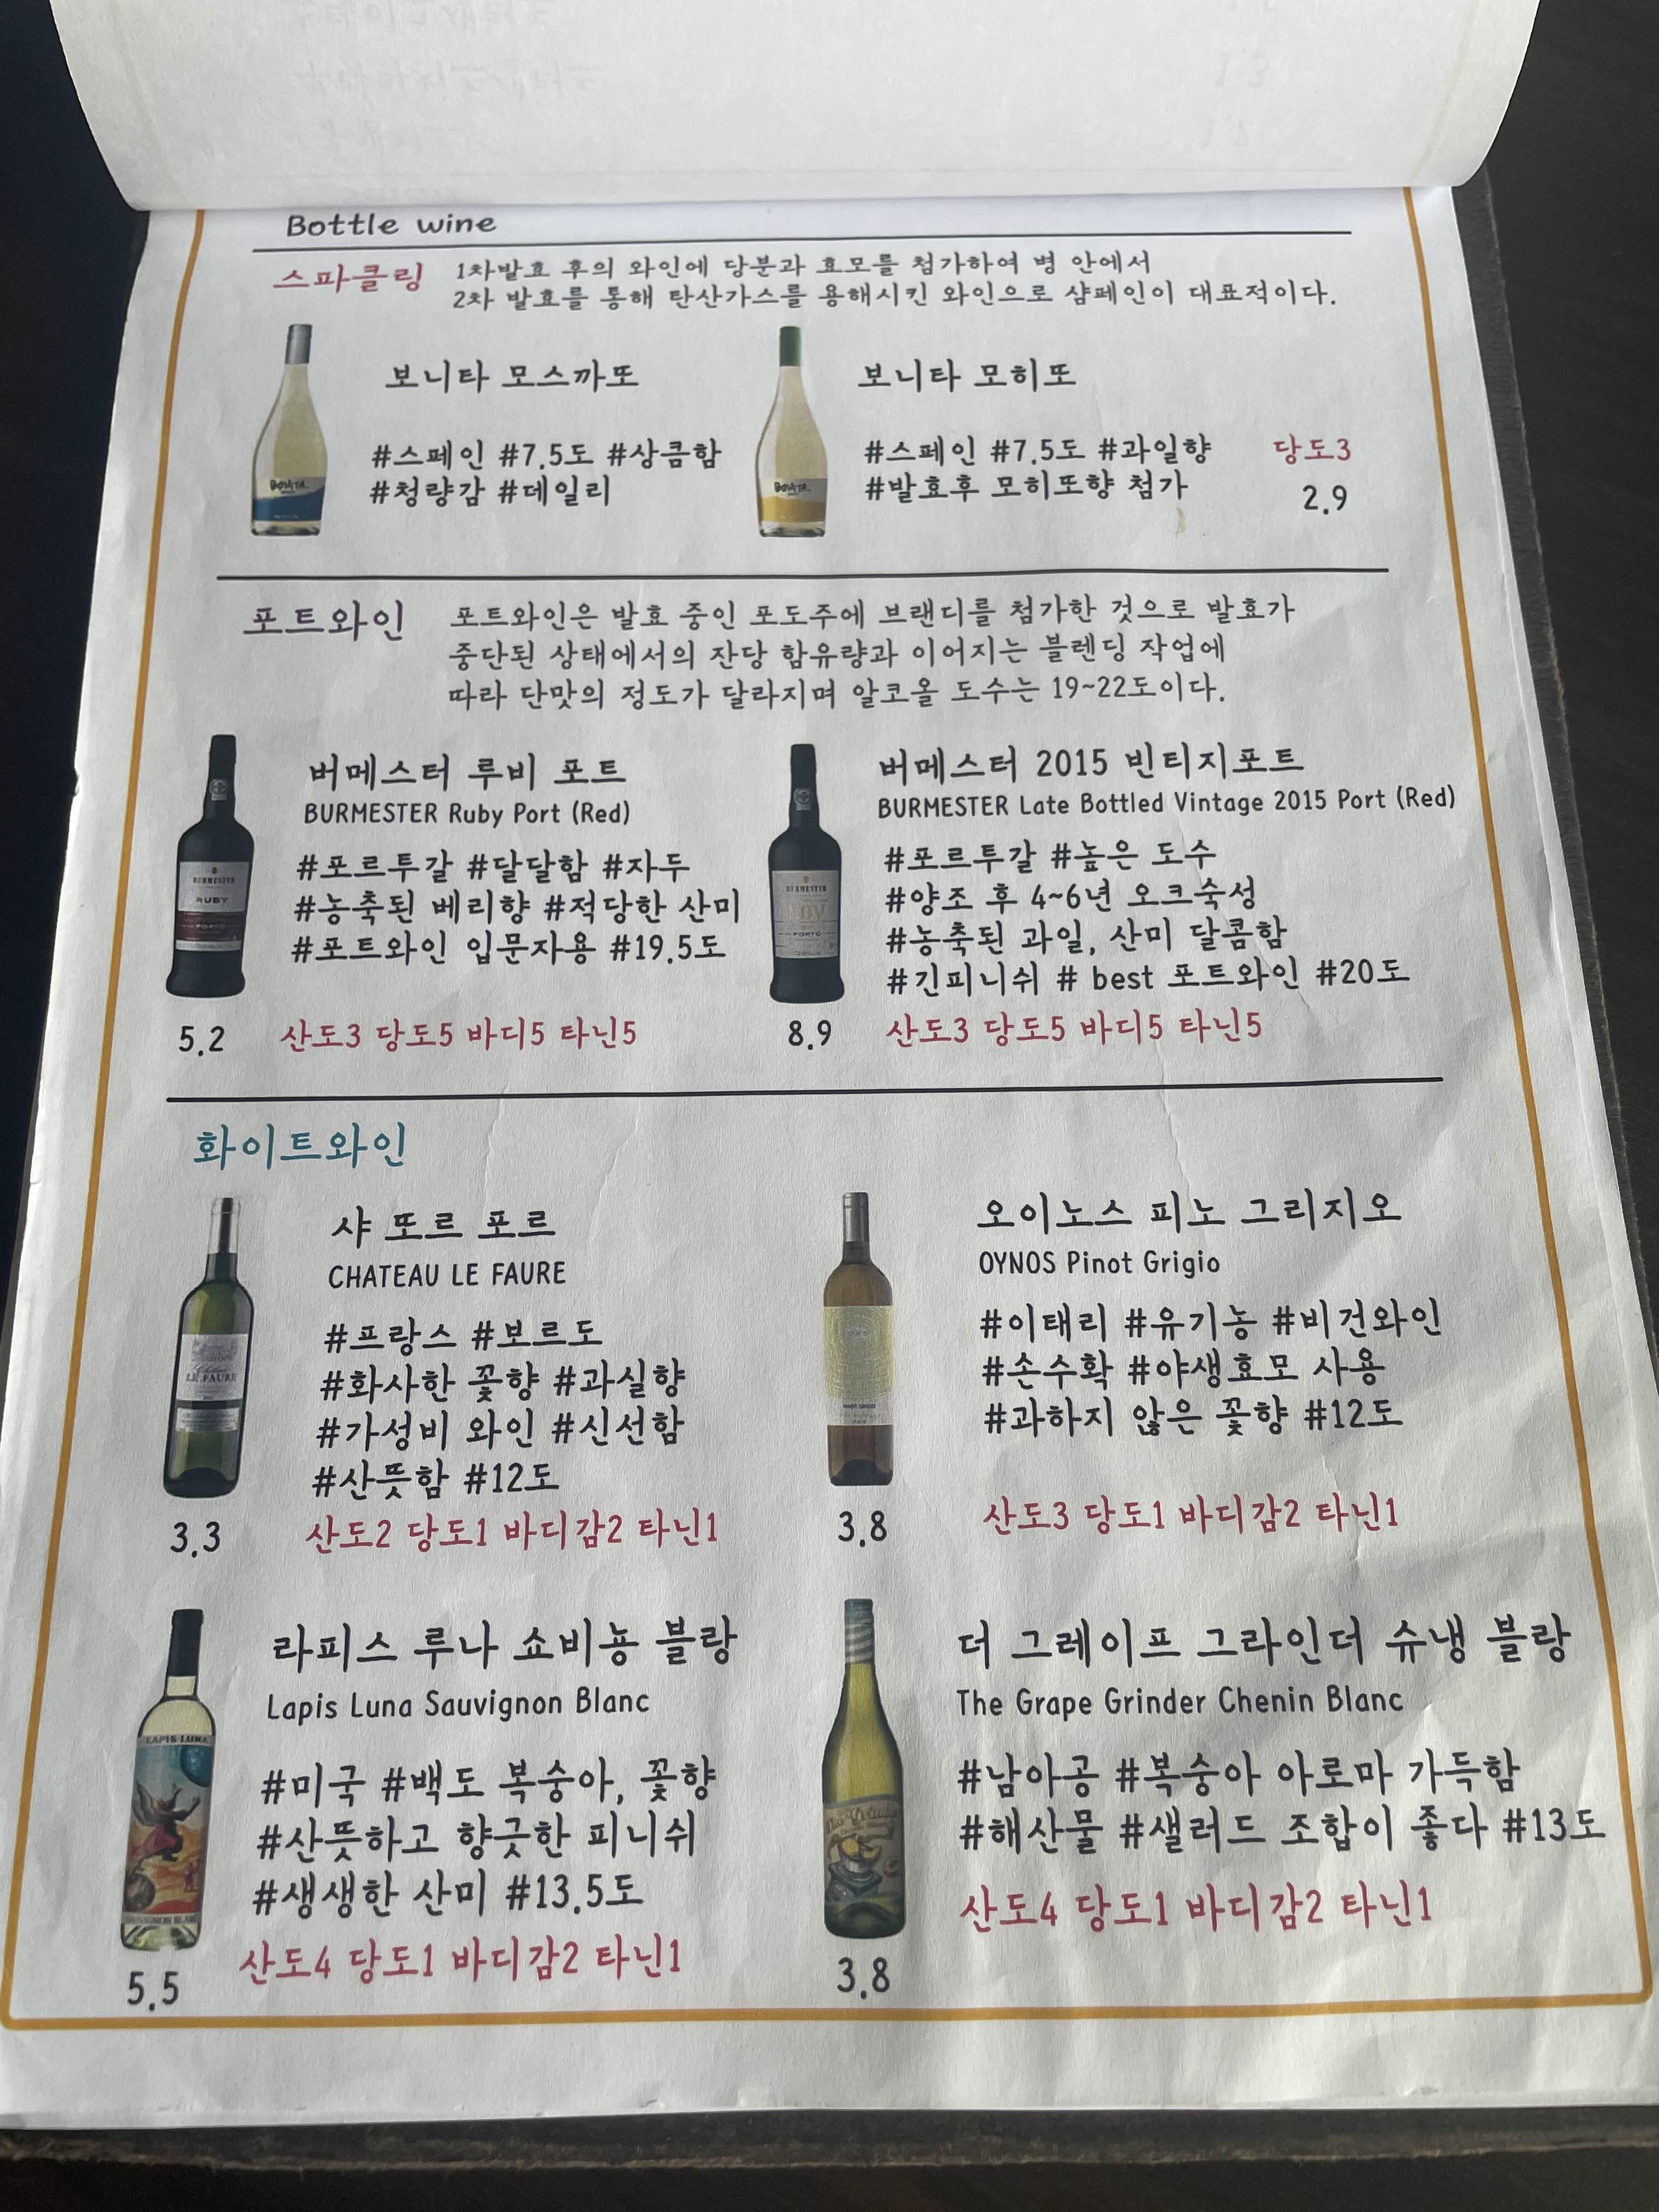 Bottle wine
스파클링
1차발효 후의 와인에 당분과 효모를 첨가하여 병 안에서
2차 발효를 통해 탄산가스를 용해시킨 와인으로 샴페인이 대표적이다.
보니타 모스까또
#스페인 #7.5도 #상큼함
#청량감 #데일리
BONITA.
보니타 모히또
#스페인 #7.5도 #과일향
#발효후 모히또향 첨가
BONITA.
당도3
2.9
포트와인
포트와인은 발효 중인 포도주에 브랜디를 첨가한 것으로 발효가
중단된 상태에서의 잔당 함유량과 이어지는 블렌딩 작업에
따라 단맛의 정도가 달라지며 알코올 도수는 19~22도이다.
버메스터 루비 포트
BURMESTER Ruby Port (Red)
#포르투갈 #달달함 #자두
#농축된 베리향 #적당한 산미
#포트와인 입문자용 #19.5도
BURMESTER
RUBY
PORTO
5.2
산도3 당도5 바디5 타닌5
버메스터 2015 빈티지포트
BURMESTER Late Bottled Vintage 2015 Port (Red)
#포르투갈 #높은 도수
#양조 후 4~6년 오크숙성
#농축된 과일, 산미 달콤함
#긴피니쉬 # best 포트와인 #20도
BURMESTER
PORTO
8.9
산도3 당도5 바디5 타닌5
화이트와인
샤 또르 포르
CHATEAU LE FAURE
#프랑스 #보르도
#화사한 꽃향 #과실향
#가성비 와인 #신선함
#산뜻함 #12도
LE FAURE
3.3
산도2 당도1 바디감2 타닌1
오이노스 피노 그리지오
OYNOS Pinot Grigio
#이태리 #유기농 #비건와인
#손수확 #야생효모 사용
#과하지 않은 꽃향 #12도
3.8
산도3 당도1 바디감2 타닌1
라피스 루나 쇼비뇽 블랑
Lapis Luna Sauvignon Blanc
#미국 #백도 복숭아, 꽃향
#산뜻하고 향긋한 피니쉬
#생생한 산미 #13.5도
LAPIS LUNA
SAUVIGNON BLANC
5.5
산도4 당도1 바디감2 타닌1
더 그레이프 그라인더 슈냉 블랑
The Grape Grinder Chenin Blanc
#남아공 #복숭아 아로마 가득함
#해산물 #샐러드 조합이 좋다 #13도
3.8
산도4 당도1 바디감2 타닌1